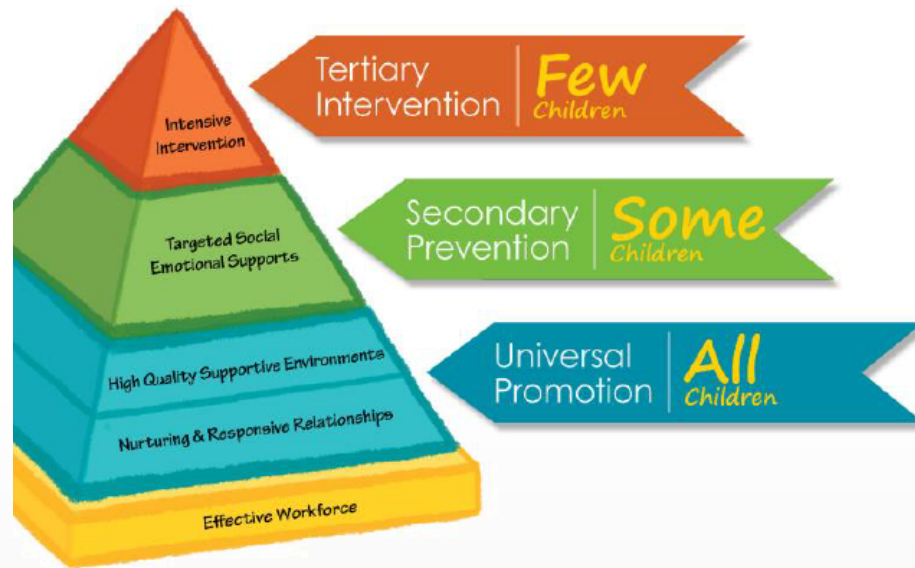 Intensive
Intervention
Tertiary
Intervention
Few
Children
Targeted Social
Emotional Supports
Secondary
Prevention
Some
Children
High Quality Supportive Environments
Nurturing & Responsive Relationships
Universal
Promotion
All
Children
Effective Workforce